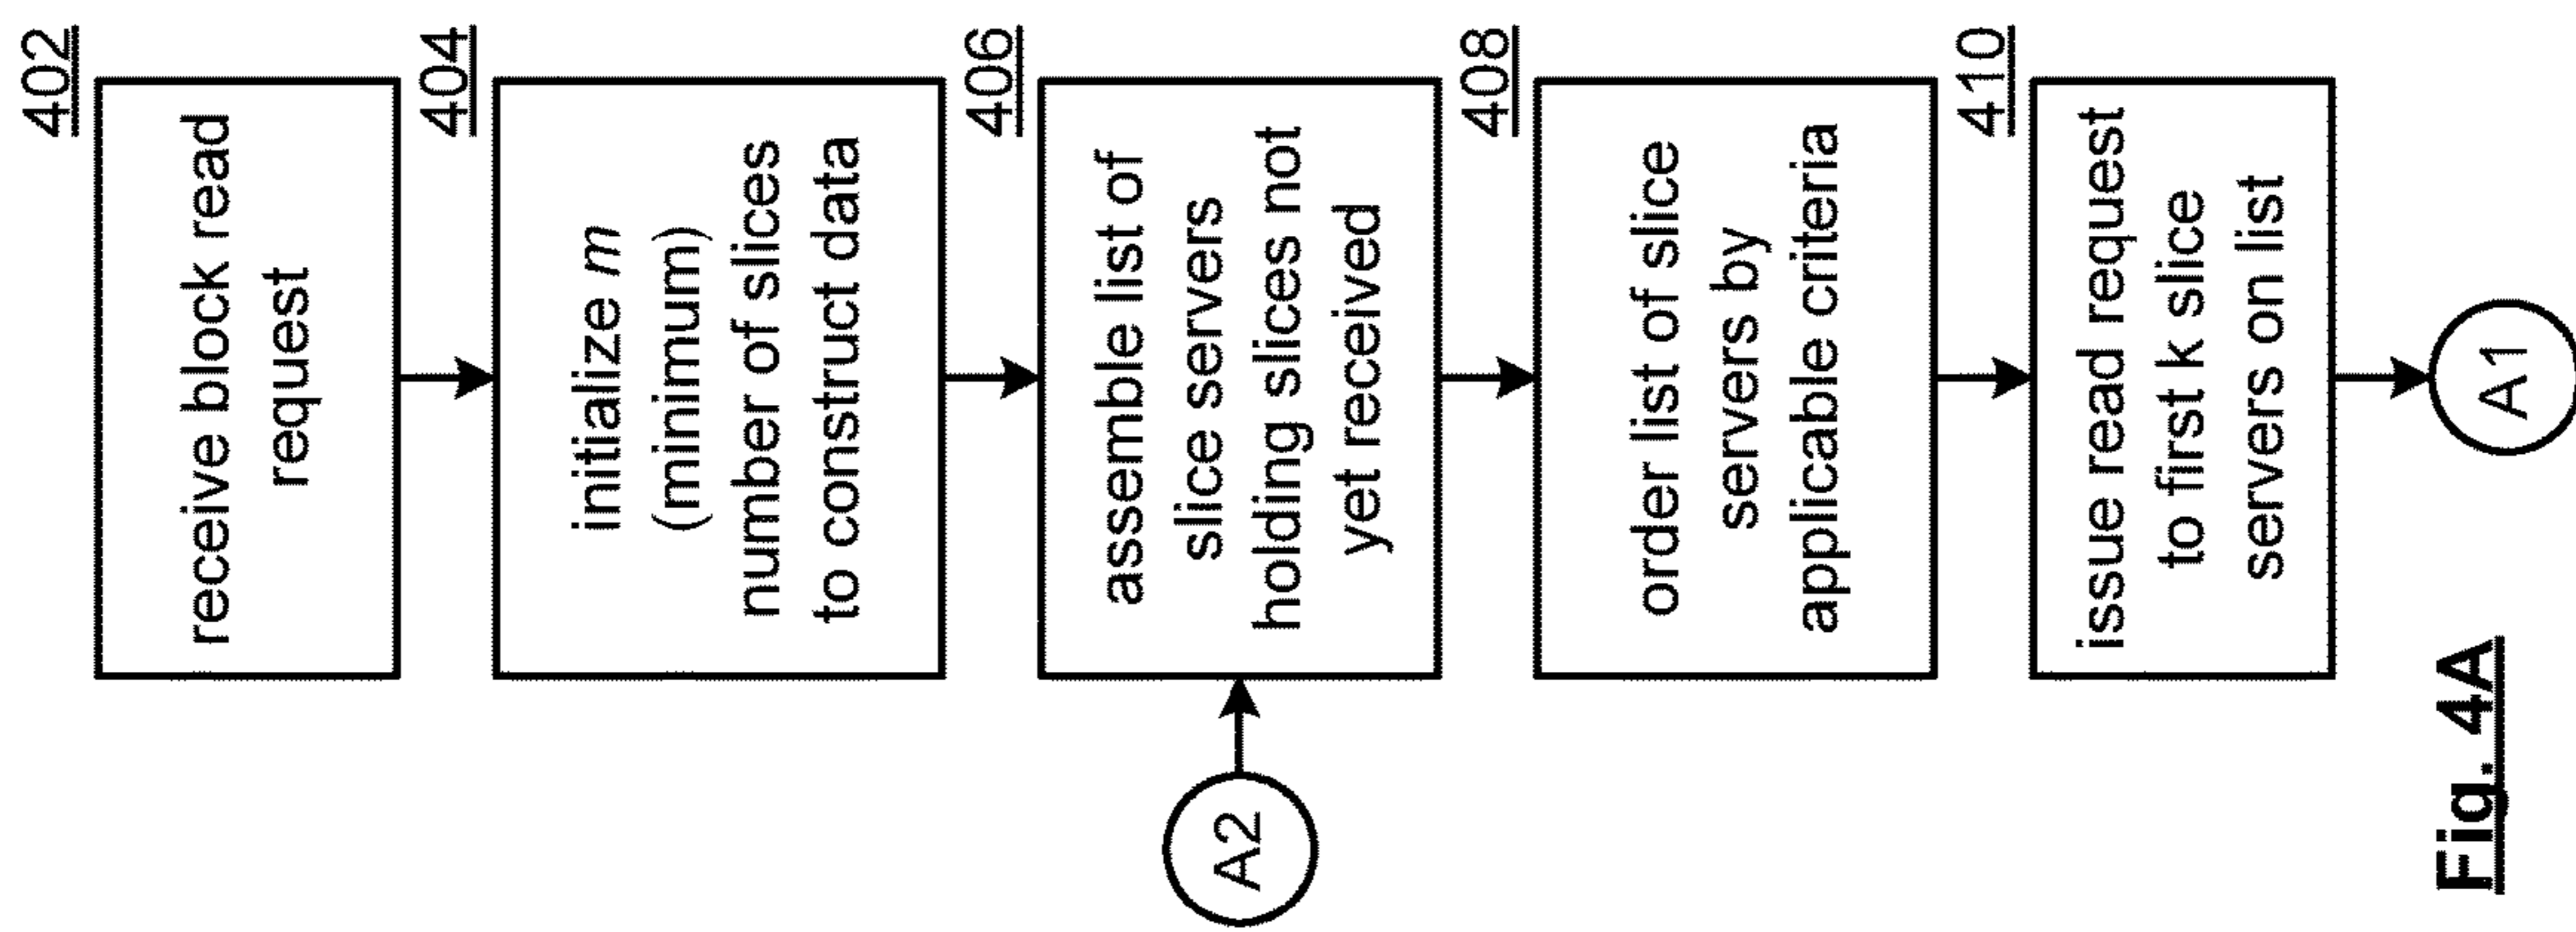 402
receive block read
request
404
initialize m
(minimum)
number of slices
to construct data
406
assemble list of
slice servers
holding slices not
yet received
A2
408
order list of slice
servers by
applicable criteria
410
issue read request
to first k slice
servers on list
A1
Fig. 4A